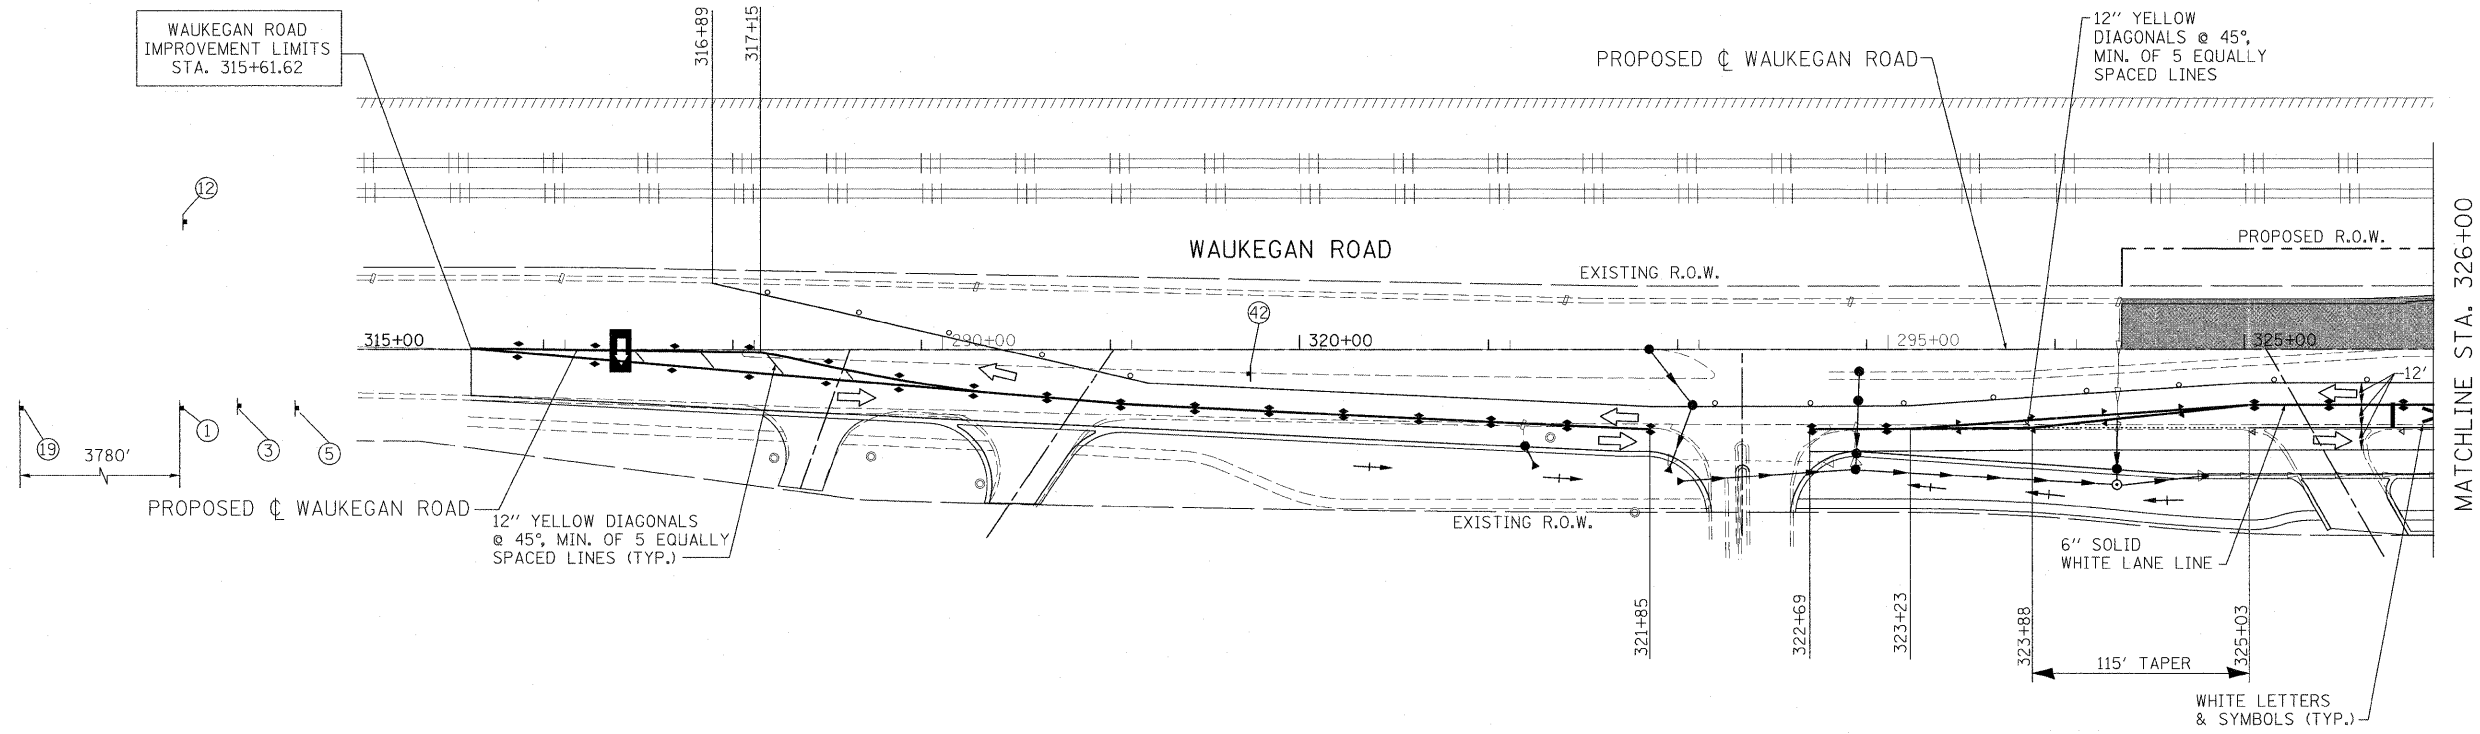 WAUKEGAN ROAD
IMPROVEMENT LIMITS
STA. 315+61.62
316+89
317+15
PROPOSED ℄ WAUKEGAN ROAD
12" YELLOW
DIAGONALS @ 45°,
MIN. OF 5 EQUALLY
SPACED LINES
12
WAUKEGAN ROAD
PROPOSED R.O.W.
EXISTING R.O.W.
MATCHLINE STA. 326+00
42
315+00
290+00
320+00
295+00
325+00
12'
19
1
3
5
3780'
PROPOSED ℄ WAUKEGAN ROAD
12" YELLOW DIAGONALS
@ 45°, MIN. OF 5 EQUALLY
SPACED LINES (TYP.)
EXISTING R.O.W.
6" SOLID
WHITE LANE LINE
321+85
322+69
323+23
323+88
325+03
115' TAPER
WHITE LETTERS
& SYMBOLS (TYP.)